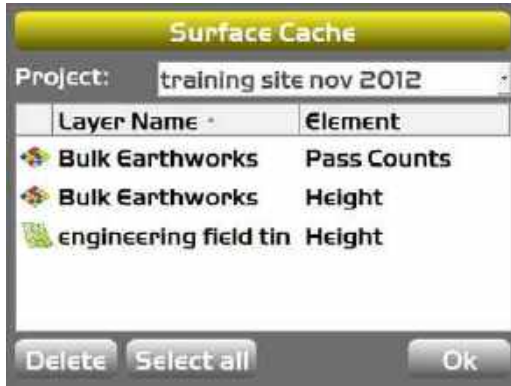 Surface Cache
Project: training site nov 2012
Layer Name Element
Bulk Earthworks Pass Counts
Bulk Earthworks Height
engineering field tin Height
Delete Select all Ok